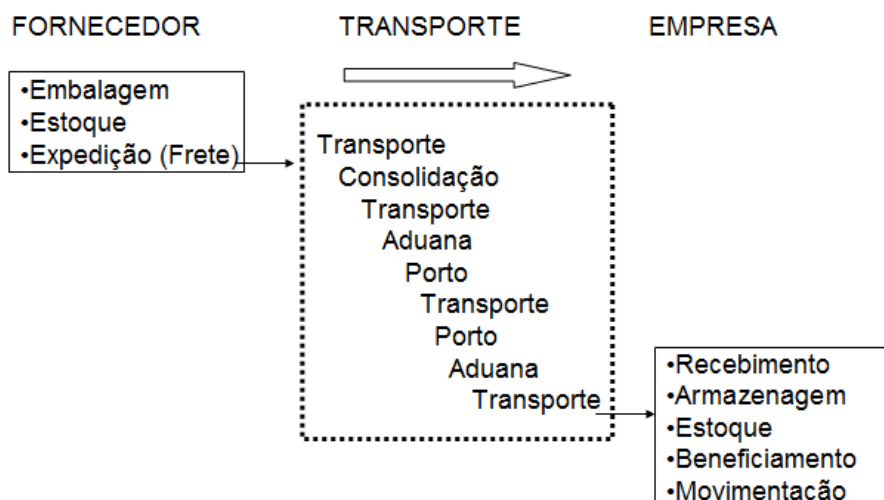 FORNECEDOR TRANSPORTE EMPRESA
•Embalagem
•Estoque
•Expedição (Frete)
Transporte
Consolidação
Transporte
Aduana
Porto
Transporte
Porto
Aduana
Transporte
•Recebimento
•Armazenagem
•Estoque
•Beneficiamento
•Movimentação